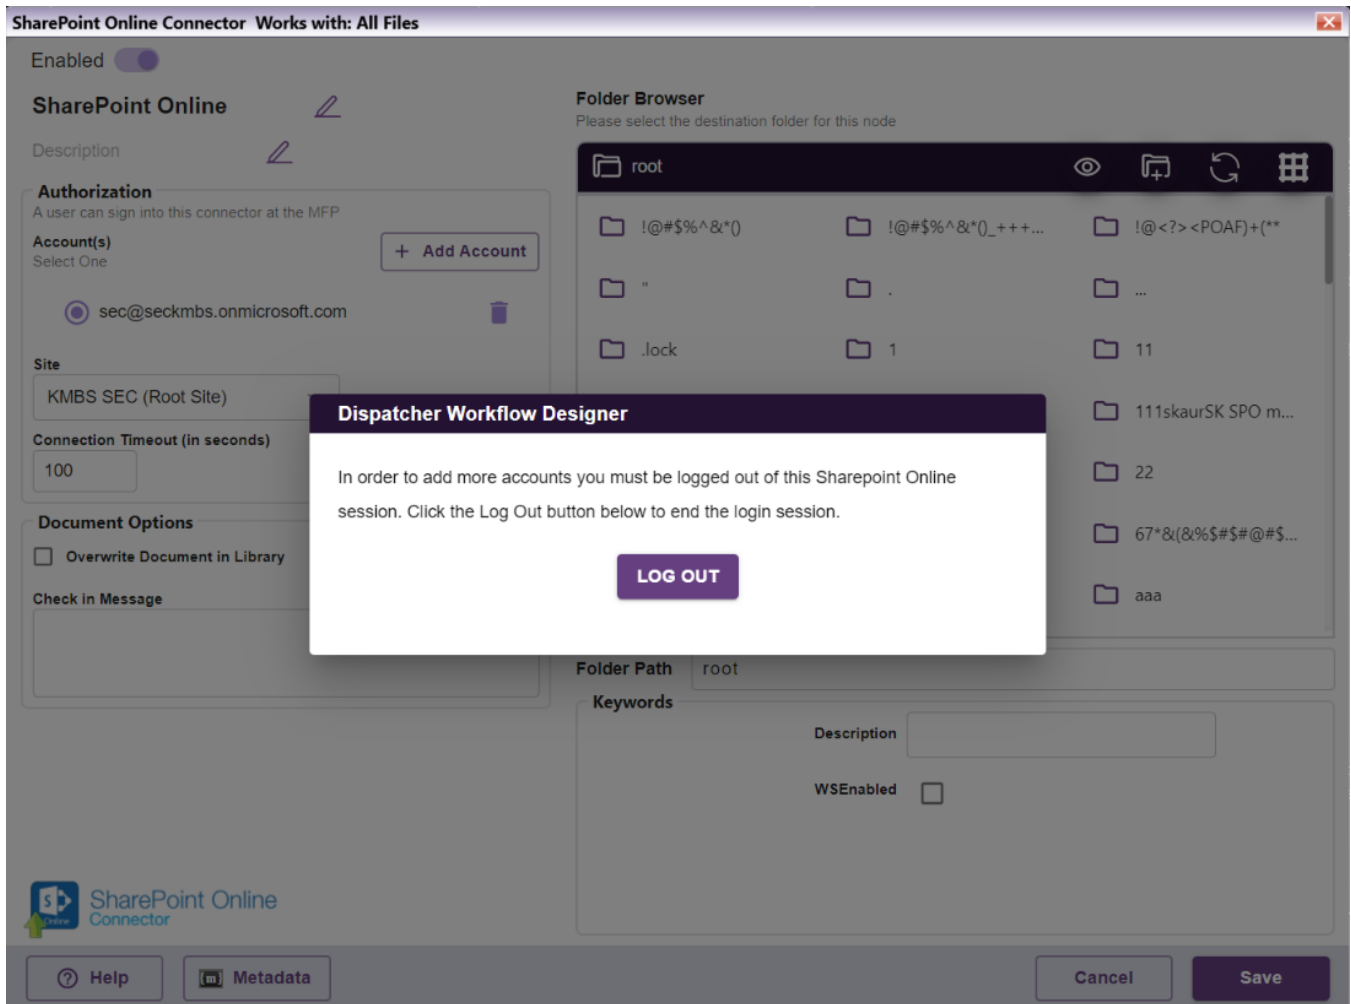 SharePoint Online Connector Works with: All Files
Enabled
SharePoint Online
Description
Authorization
A user can sign into this connector at the MFP
Account(s)
Select One
+ Add Account
sec@seckmbs.onmicrosoft.com
Site
KMBS SEC (Root Site)
Connection Timeout (in seconds)
100
Document Options
Overwrite Document in Library
Check in Message
Folder Browser
Please select the destination folder for this node
root
!@#$%^&*()
!@#$%^&*()_+++...
!@<?><POAF)+(**
"
.
...
.lock
1
11
111skaurSK SPO m...
22
67*&(&%$#$#@#$...
aaa
Dispatcher Workflow Designer
In order to add more accounts you must be logged out of this Sharepoint Online
session. Click the Log Out button below to end the login session.
LOG OUT
Folder Path root
Keywords
Description
WSEnabled
S
Online
SharePoint Online
Connector
? Help
{m} Metadata
Cancel
Save